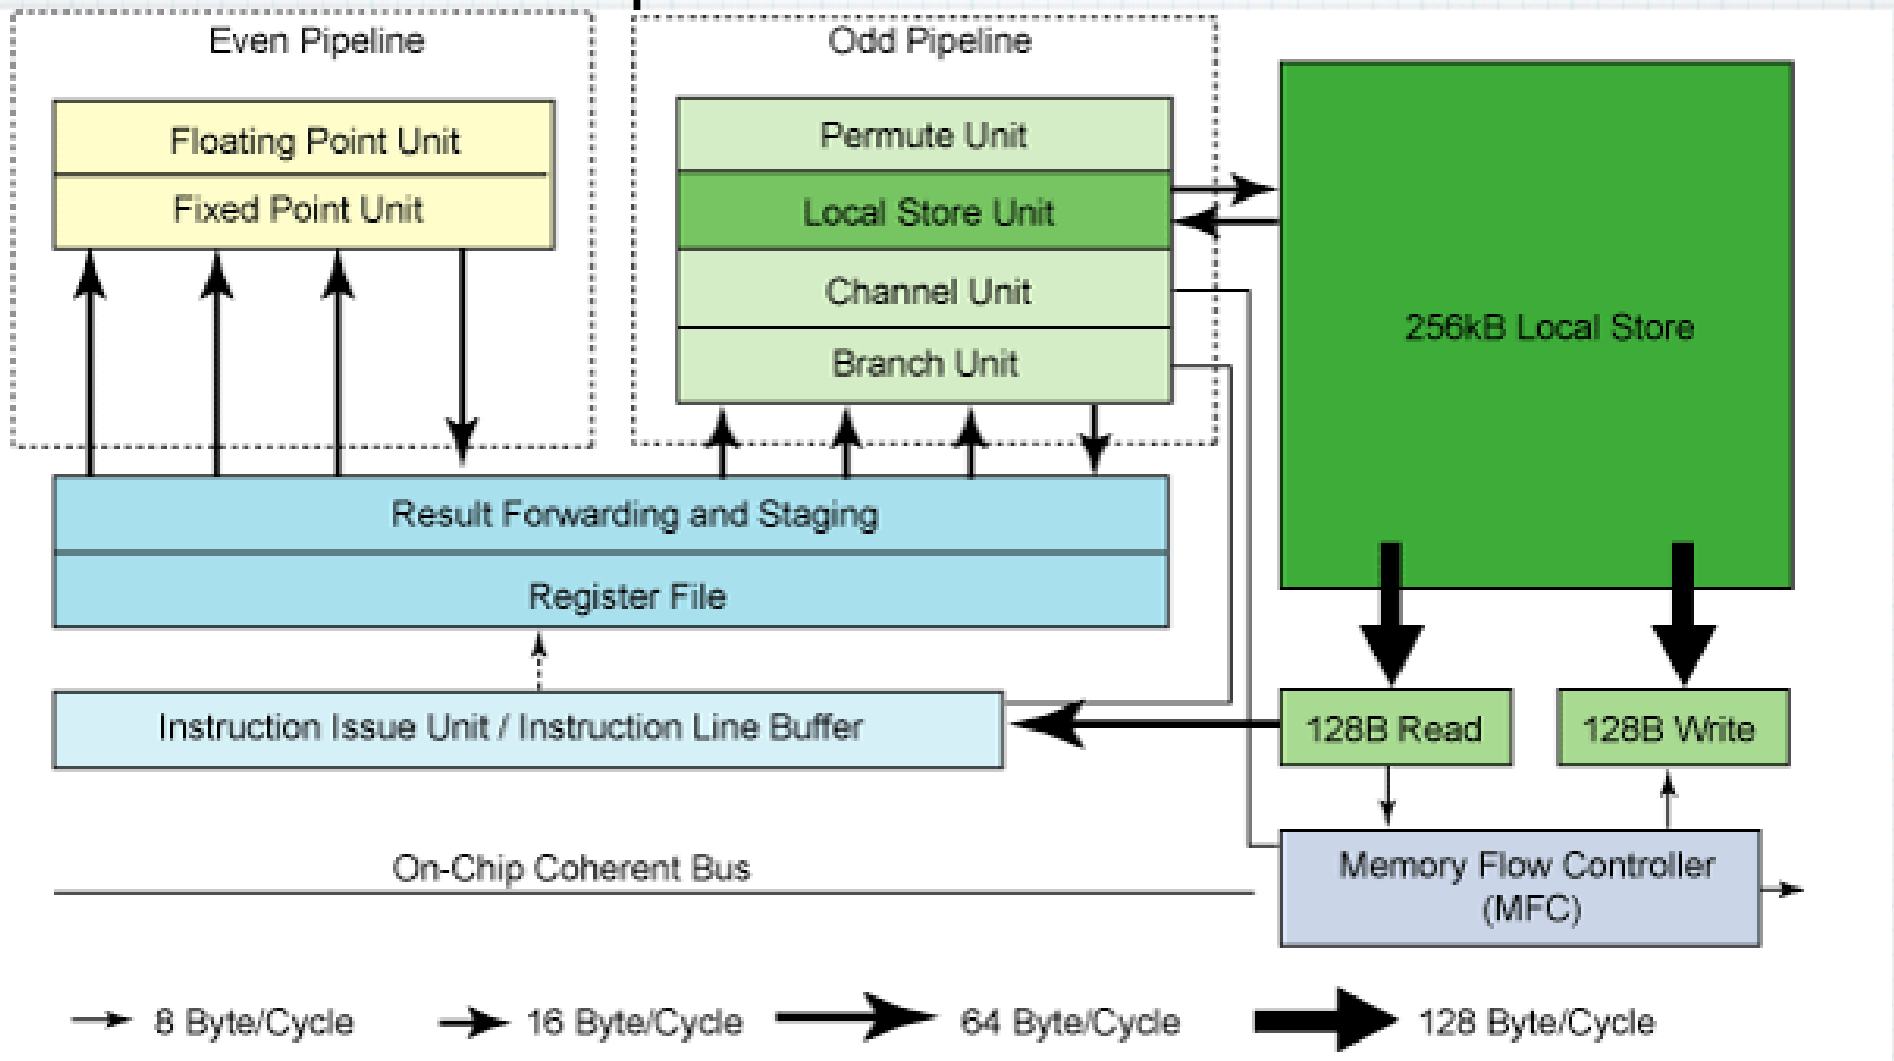 Even Pipeline
Odd Pipeline
Floating Point Unit
Fixed Point Unit
Permute Unit
Local Store Unit
Channel Unit
Branch Unit
256kB Local Store
Result Forwarding and Staging
Register File
Instruction Issue Unit / Instruction Line Buffer
128B Read
128B Write
On-Chip Coherent Bus
Memory Flow Controller
(MFC)
8 Byte/Cycle
16 Byte/Cycle
64 Byte/Cycle
128 Byte/Cycle